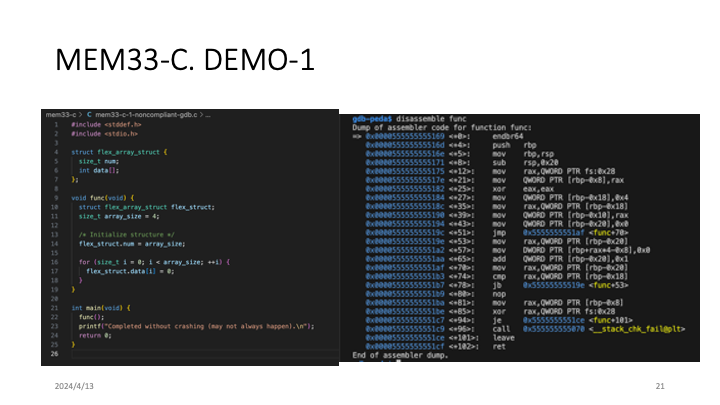 MEM33-C. DEMO-1
mem33-c > C mem33-c-1-noncompliant-gdb.c > ...
1 #include <stddef.h>
2 #include <stdio.h>
3
4 struct flex_array_struct {
5 size_t num;
6 int data[];
7 };
8
9 void func(void) {
10 struct flex_array_struct flex_struct;
11 size_t array_size = 4;
12
13 /* Initialize structure */
14 flex_struct.num = array_size;
15
16 for (size_t i = 0; i < array_size; ++i) {
17 flex_struct.data[i] = 0;
18 }
19 }
20
21 int main(void) {
22 func();
23 printf("Completed without crashing (may not always happen).\n");
24 return 0;
25 }
26
gdb-peda$ disassemble func
Dump of assembler code for function func:
=> 0x0000555555555169 <+0>: endbr64
0x000055555555516d <+4>: push rbp
0x000055555555516e <+5>: mov rbp,rsp
0x0000555555555171 <+8>: sub rsp,0x20
0x0000555555555175 <+12>: mov rax,QWORD PTR fs:0x28
0x000055555555517e <+21>: mov QWORD PTR [rbp-0x8],rax
0x0000555555555182 <+25>: xor eax,eax
0x0000555555555184 <+27>: mov QWORD PTR [rbp-0x18],0x4
0x000055555555518c <+35>: mov rax,QWORD PTR [rbp-0x18]
0x0000555555555190 <+39>: mov QWORD PTR [rbp-0x10],rax
0x0000555555555194 <+43>: mov QWORD PTR [rbp-0x20],0x0
0x000055555555519c <+51>: jmp 0x5555555551af <func+70>
0x000055555555519e <+53>: mov rax,QWORD PTR [rbp-0x20]
0x00005555555551a2 <+57>: mov DWORD PTR [rbp+rax*4-0x8],0x0
0x00005555555551aa <+65>: add QWORD PTR [rbp-0x20],0x1
0x00005555555551af <+70>: mov rax,QWORD PTR [rbp-0x20]
0x00005555555551b3 <+74>: cmp rax,QWORD PTR [rbp-0x18]
0x00005555555551b7 <+78>: jb 0x55555555519e <func+53>
0x00005555555551b9 <+80>: nop
0x00005555555551ba <+81>: mov rax,QWORD PTR [rbp-0x8]
0x00005555555551be <+85>: xor rax,QWORD PTR fs:0x28
0x00005555555551c7 <+94>: je 0x5555555551ce <func+101>
0x00005555555551c9 <+96>: call 0x555555555070 <__stack_chk_fail@plt>
0x00005555555551ce <+101>: leave
0x00005555555551cf <+102>: ret
End of assembler dump.
2024/4/13
21